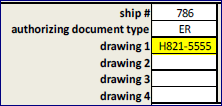 ship # 786
authorizing document type ER
drawing 1 H821-5555
drawing 2
drawing 3
drawing 4